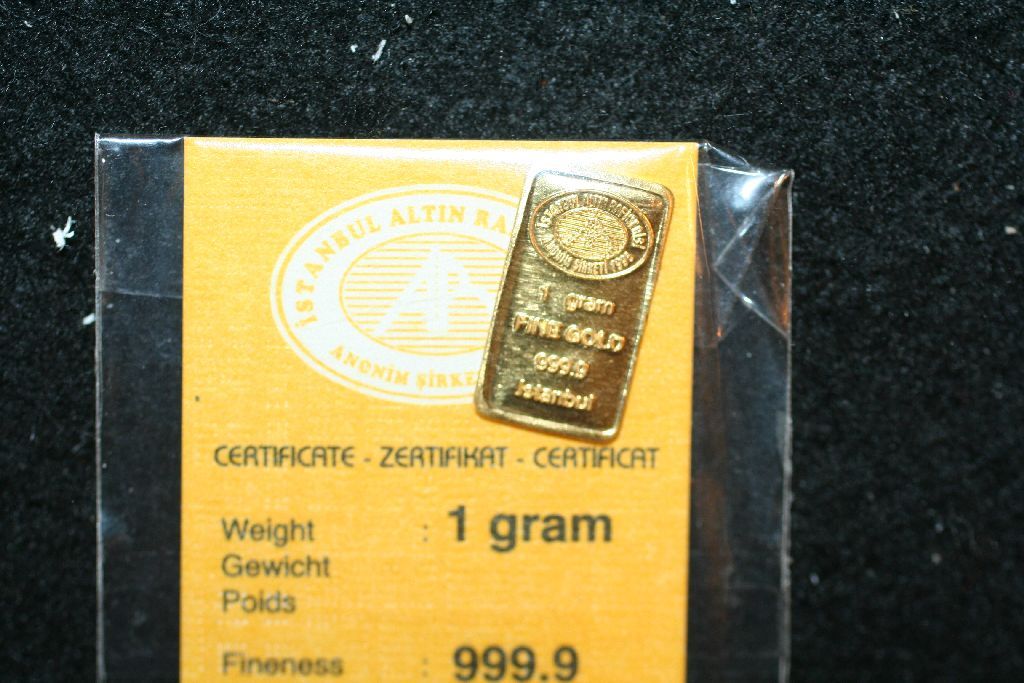 İSTANBUL ALTIN RA
ANONİM ŞİRKE
1 gram
FINE GOLD
999.9
istanbul
CERTIFICATE - ZERTIFIKAT - CERTIFICAT
Weight : 1 gram
Gewicht
Poids
Fineness : 999.9